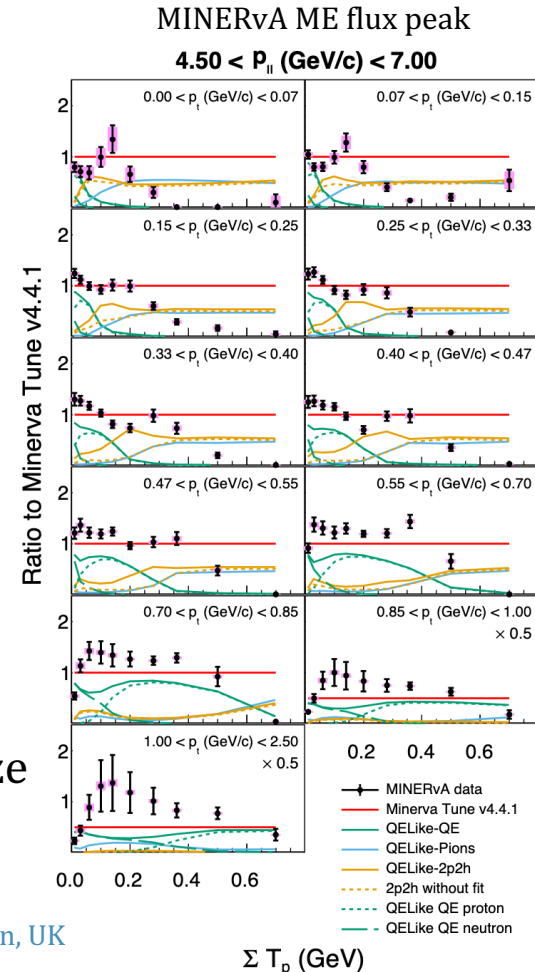 MINERvA ME flux peak
4.50 < p|| (GeV/c) < 7.00
Ratio to Minerva Tune v4.4.1
0.00 < pt (GeV/c) < 0.07
0.07 < pt (GeV/c) < 0.15
2
1
0.15 < pt (GeV/c) < 0.25
0.25 < pt (GeV/c) < 0.33
2
1
0.33 < pt (GeV/c) < 0.40
0.40 < pt (GeV/c) < 0.47
2
1
0.47 < pt (GeV/c) < 0.55
0.55 < pt (GeV/c) < 0.70
2
1
0.70 < pt (GeV/c) < 0.85
0.85 < pt (GeV/c) < 1.00
× 0.5
2
1
1.00 < pt (GeV/c) < 2.50
× 0.5
2
1
0.0 0.2 0.4 0.6
0.2 0.4 0.6
MINERvA data
Minerva Tune v4.4.1
QELike-QE
QELike-Pions
QELike-2p2h
2p2h without fit
QELike QE proton
QELike QE neutron
Σ Tp (GeV)
ze
n, UK